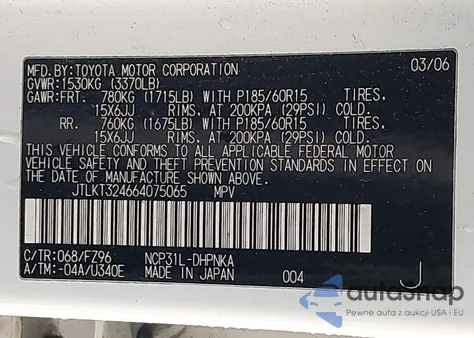 MFD.BY:TOYOTA MOTOR CORPORATION 03/06
GVWR:1530KG (3370LB)
GAWR:FRT. 780KG (1715LB) WITH P185/60R15 TIRES,
15X6JJ RIMS, AT 200KPA (29PSI) COLD.
RR. 760KG (1675LB) WITH P185/60R15 TIRES,
15X6JJ RIMS, AT 200KPA (29PSI) COLD.
THIS VEHICLE CONFORMS TO ALL APPLICABLE FEDERAL MOTOR
VEHICLE SAFETY AND THEFT PREVENTION STANDARDS IN EFFECT ON
THE DATE OF MANUFACTURE SHOWN ABOVE.
JTLKT324664075065 MPV
C/TR:068/FZ96 NCP31L-DHPNKA
A/TM:-04A/U340E MADE IN JAPAN 004 J
autosnap
Pewne auta z aukcji USA i EU